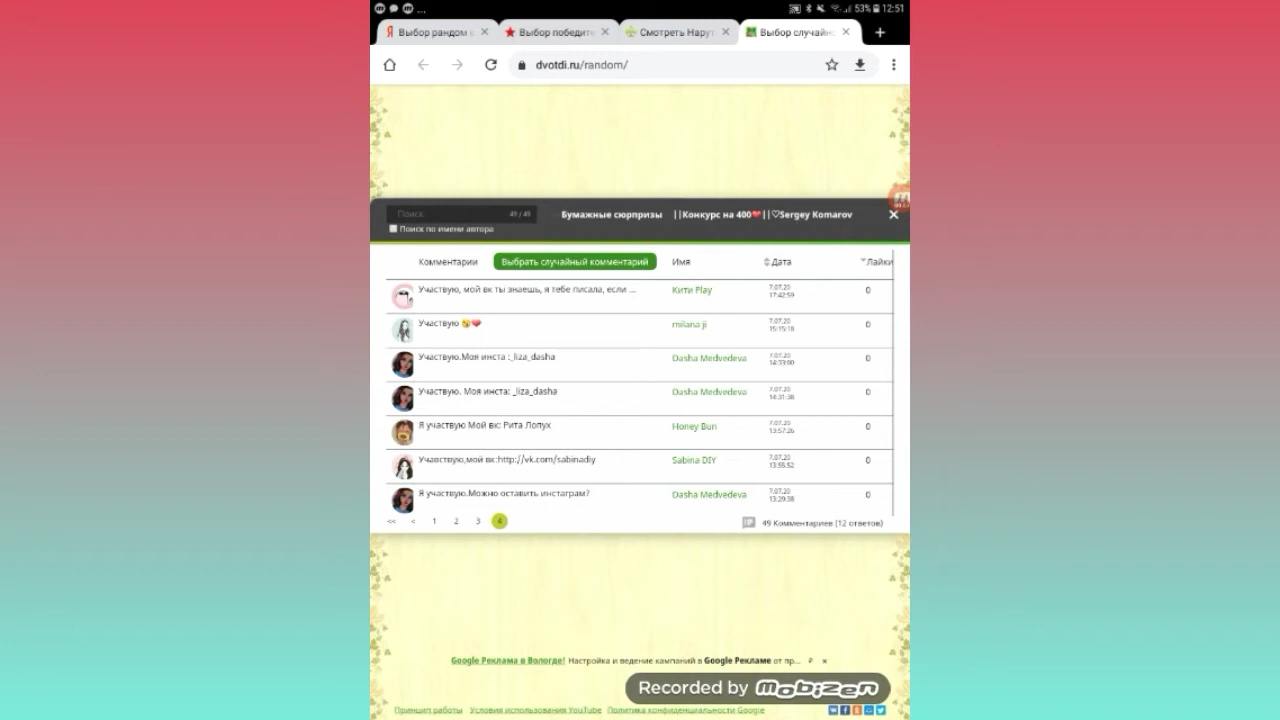 ... 53% 12:51
Выбор рандом
Выбор победит
Смотреть Нару
Выбор случайн
dvotdi.ru/random/
Поиск 49 / 49
Бумажные сюрпризы ||Конкурс на 400❤||♡Sergey Komarov
Поиск по имени автора
Комментарии Выбрать случайный комментарий Имя Дата Лайки
Участвую, мой вк ты знаешь, я тебе писала, если ... Кити Play 7.07.20 17:42:59 0
Участвую 😘❤ milana ji 7.07.20 15:15:18 0
Участвую.Моя инста :_liza_dasha Dasha Medvedeva 7.07.20 14:33:00 0
Участвую. Моя инста: _liza_dasha Dasha Medvedeva 7.07.20 14:31:38 0
Я участвую Мой вк: Рита Лопух Honey Bun 7.07.20 13:57:26 0
Учавствую,мой вк:http://vk.com/sabinadiy Sabina DIY 7.07.20 13:55:52 0
Я участвую.Можно оставить инстаграм? Dasha Medvedeva 7.07.20 13:29:38 0
<< < 1 2 3 4 49 Комментариев (12 ответов)
Google Реклама в Вологде! Настройка и ведение кампаний в Google Рекламе от пр...
Recorded by Mobizen
Принцип работы Условия использования YouTube Политика конфиденциальности Google